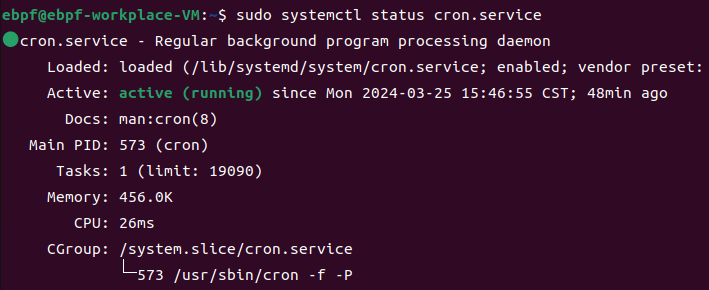 ebpf@ebpf-workplace-VM:~$ sudo systemctl status cron.service
●cron.service - Regular background program processing daemon
Loaded: loaded (/lib/systemd/system/cron.service; enabled; vendor preset:
Active: active (running) since Mon 2024-03-25 15:46:55 CST; 48min ago
Docs: man:cron(8)
Main PID: 573 (cron)
Tasks: 1 (limit: 19090)
Memory: 456.0K
CPU: 26ms
CGroup: /system.slice/cron.service
└─573 /usr/sbin/cron -f -P